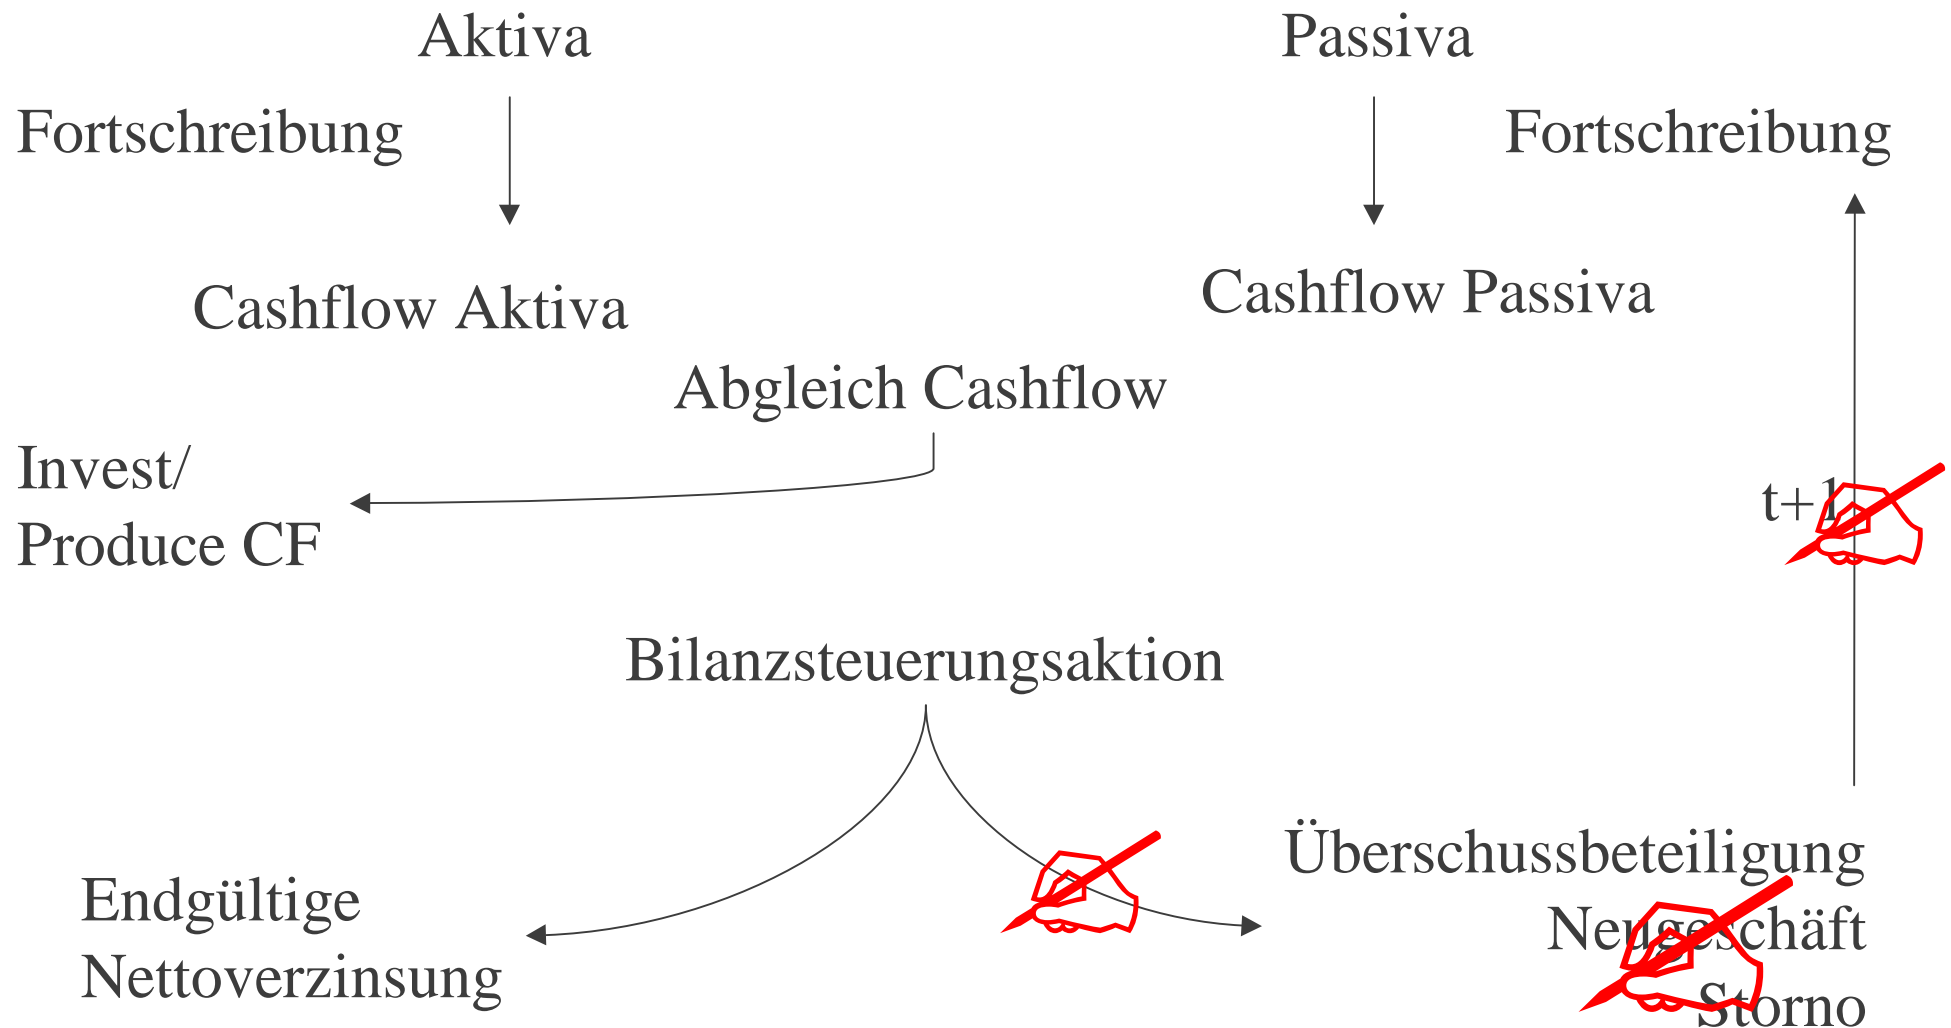 Aktiva
Passiva
Fortschreibung
Fortschreibung
Cashflow Aktiva
Cashflow Passiva
Abgleich Cashflow
Invest/
Produce CF
t+1
Bilanzsteuerungsaktion
Endgültige
Nettoverzinsung
Überschussbeteiligung
Neugeschäft
Storno